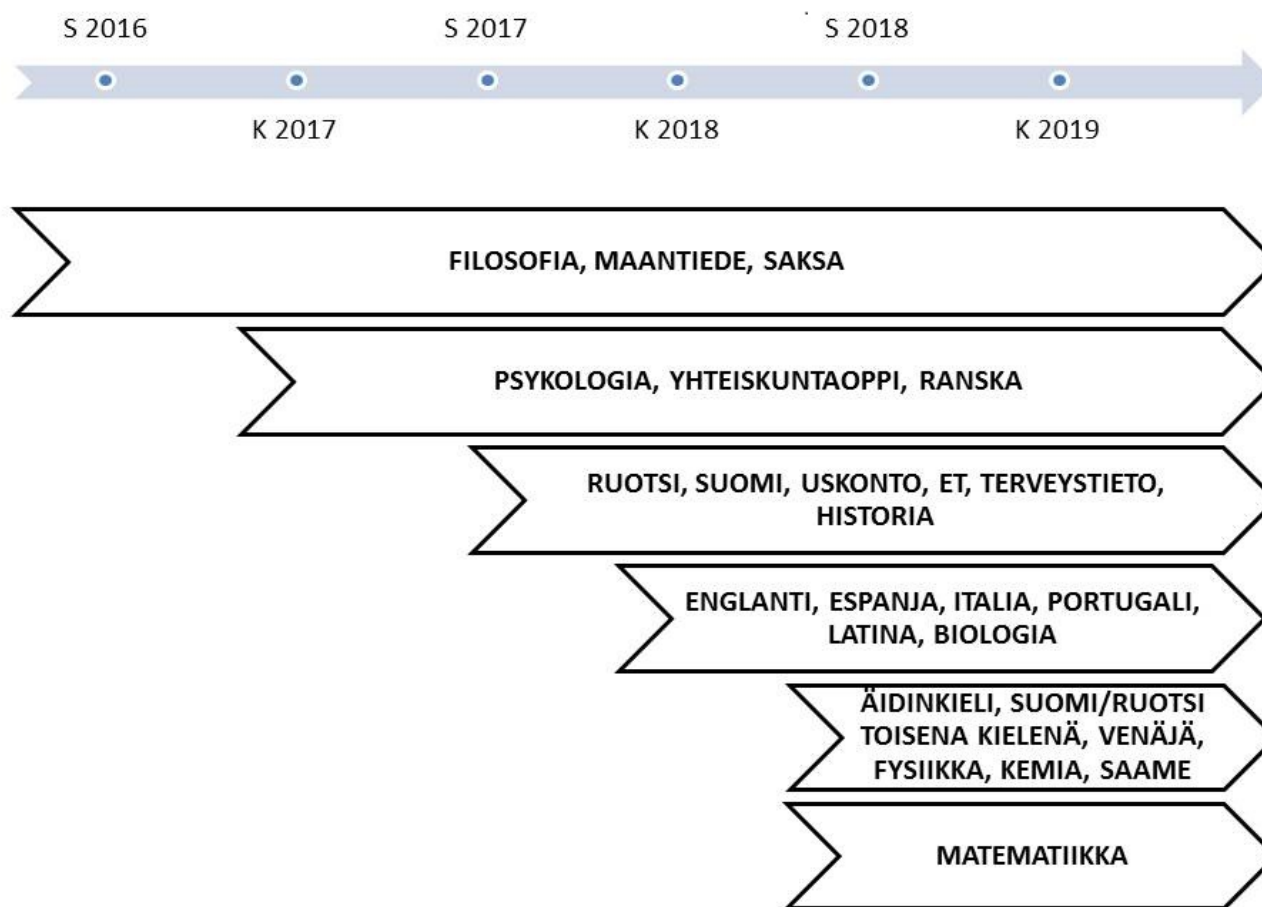 S 2016
S 2017
S 2018
K 2017
K 2018
K 2019
FILOSOFIA, MAANTIEDE, SAKSA
PSYKOLOGIA, YHTEISKUNTAOPPI, RANSKA
RUOTSI, SUOMI, USKONTO, ET, TERVEYSTIETO,
HISTORIA
ENGLANTI, ESPANJA, ITALIA, PORTUGALI,
LATINA, BIOLOGIA
ÄIDINKIELI, SUOMI/RUOTSI
TOISENA KIELENÄ, VENÄJÄ,
FYSIIKKA, KEMIA, SAAME
MATEMATIIKKA